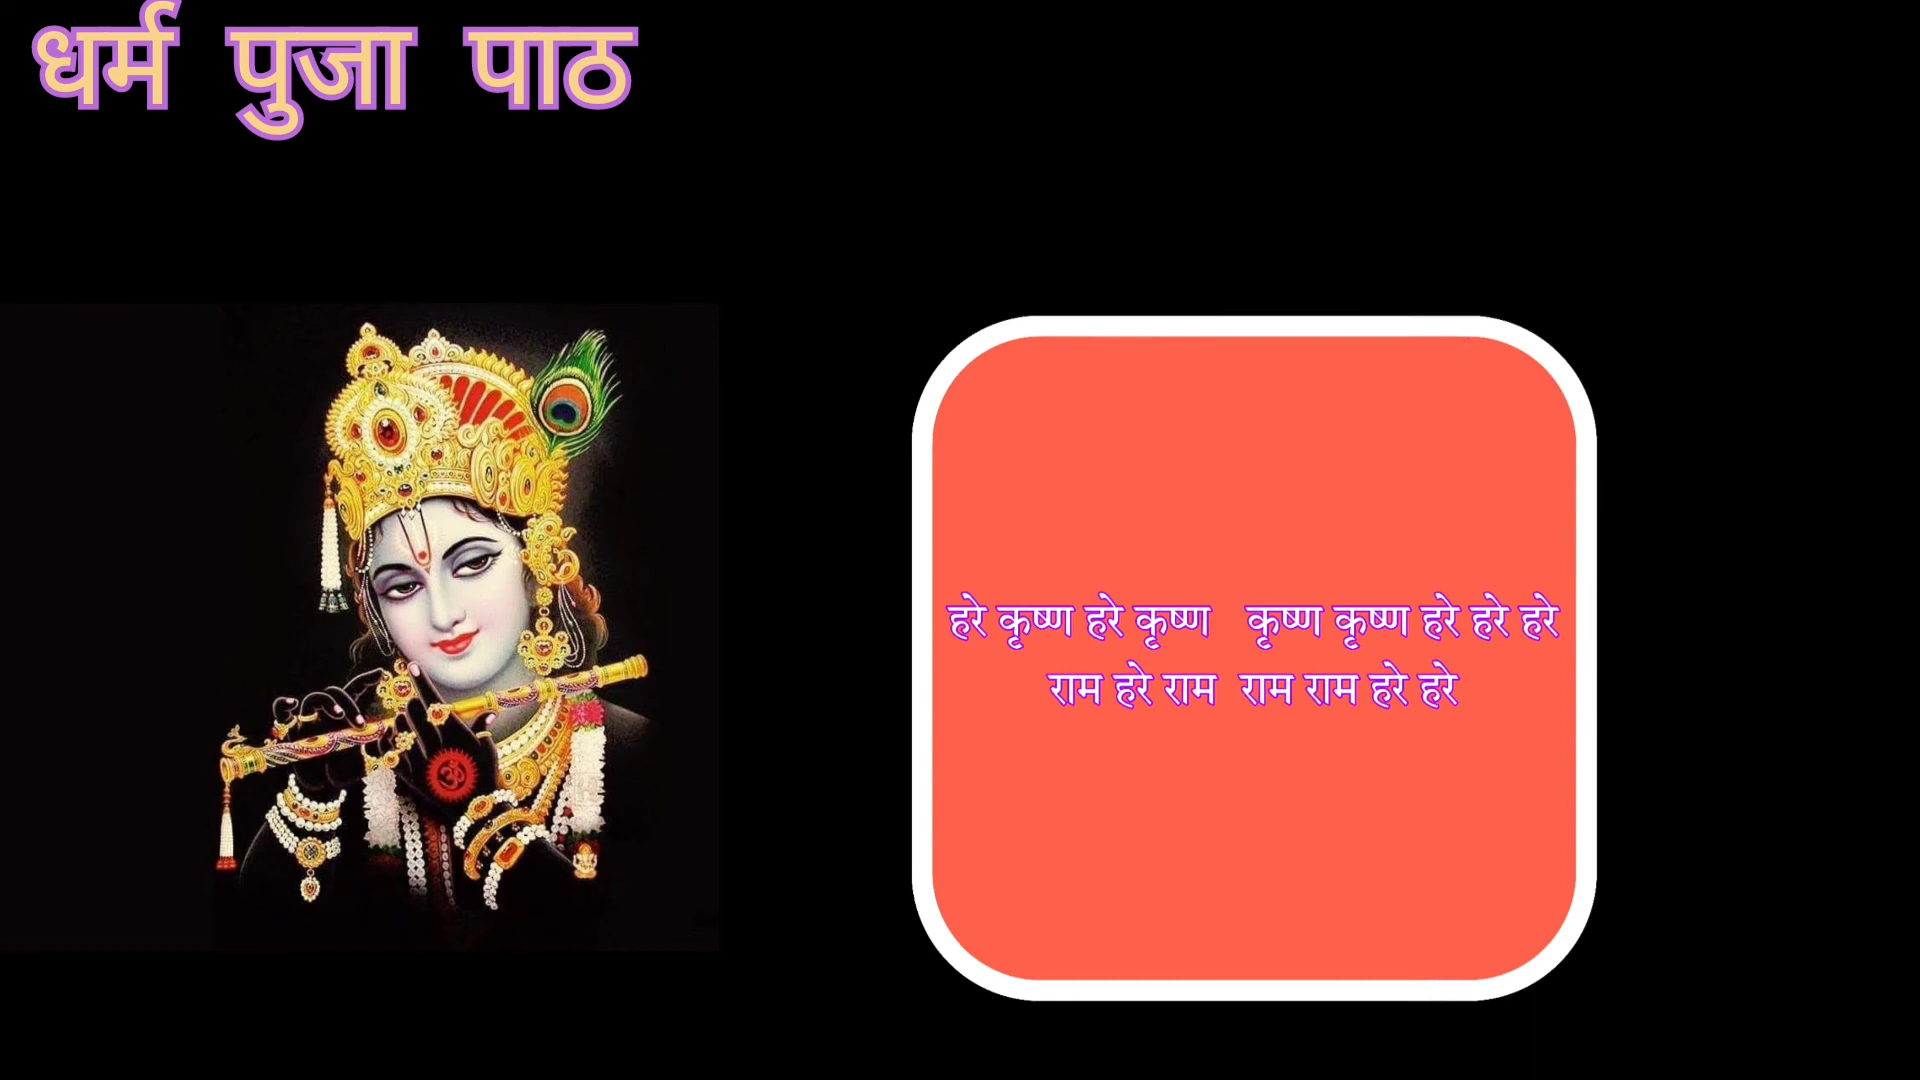 धर्म पुजा पाठ
हरे कृष्ण हरे कृष्ण कृष्ण कृष्ण हरे हरे हरे
राम हरे राम राम राम हरे हरे
ॐ